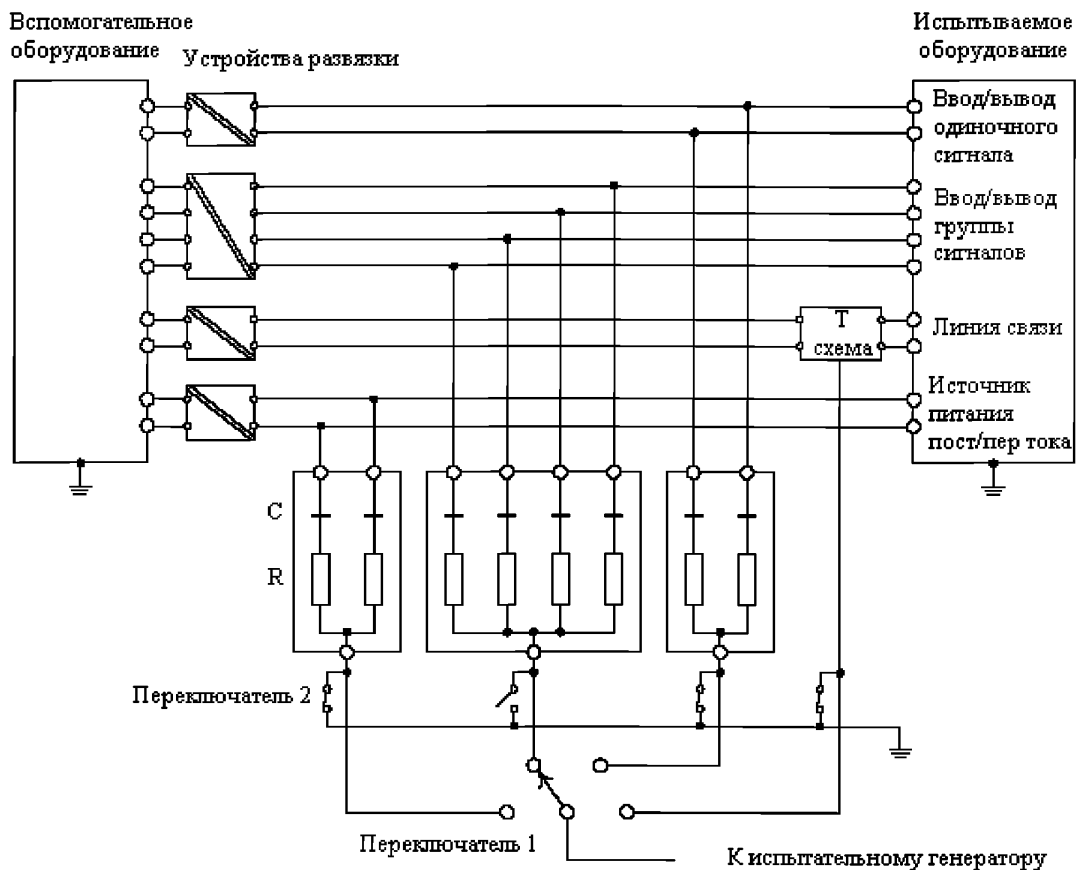 Вспомогательное
оборудование
Устройства развязки
Испытываемое
оборудование
Ввод/вывод
одиночного
сигнала
Ввод/вывод
группы
сигналов
Т
схема
Линия связи
Источник
питания
пост/пер тока
С
R
Переключатель 2
Переключатель 1
К испытательному генератору